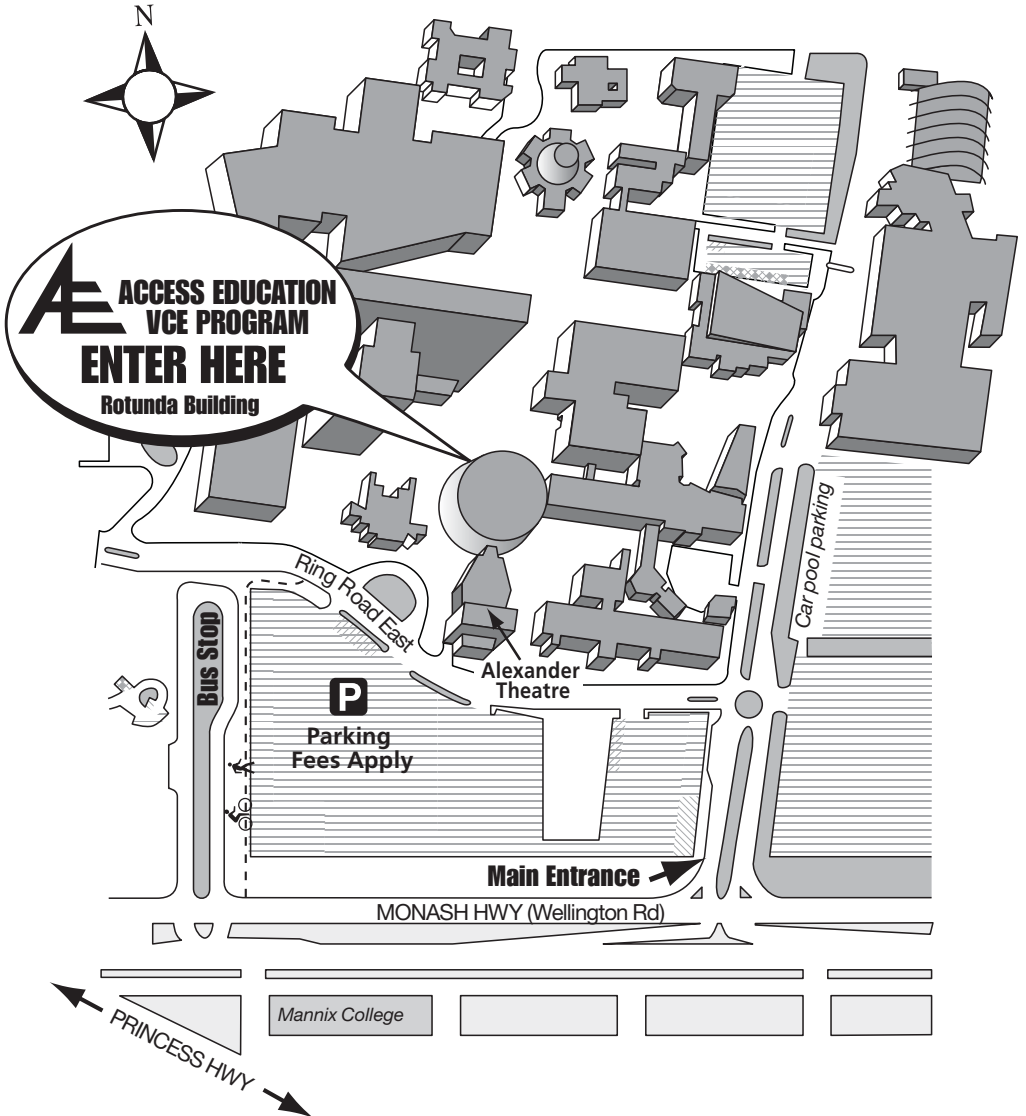 N
Æ ACCESS EDUCATION
VCE PROGRAM
ENTER HERE
Rotunda Building
Ring Road East
Car pool parking
Bus Stop
Alexander
Theatre
P
Parking
Fees Apply
Main Entrance
MONASH HWY (Wellington Rd)
Mannix College
PRINCESS HWY